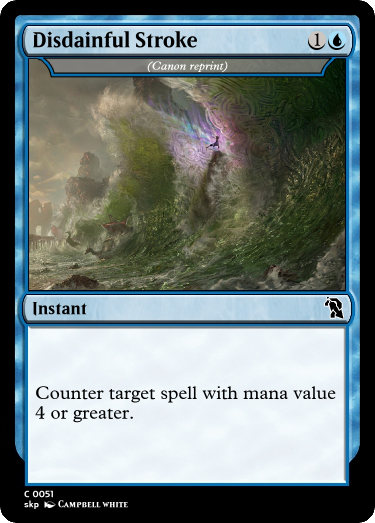 Disdainful Stroke 1
(Canon reprint)
Instant
Counter target spell with mana value
4 or greater.
C 0051
skp CAMPBELL WHITE